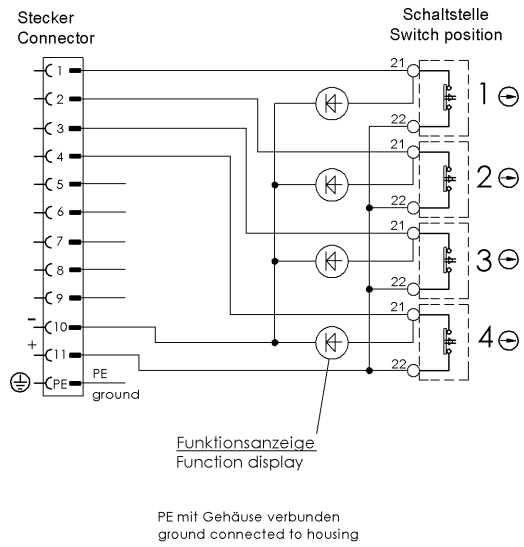 Stecker
Connector
Schaltstelle
Switch position
1
2
3
4
5
6
7
8
9
- 10
+ 11
PE
PE
ground
21
22
1
21
22
2
21
22
3
21
22
4
Funktionsanzeige
Function display
PE mit Gehäuse verbunden
ground connected to housing